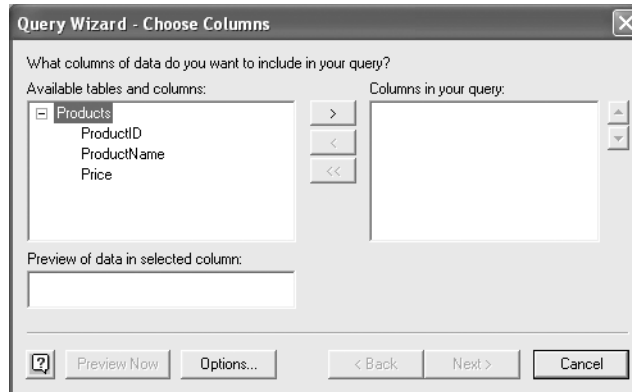 Query Wizard - Choose Columns
What columns of data do you want to include in your query?
Available tables and columns:
Columns in your query:
Products
ProductID
ProductName
Price
>
<
<<
Preview of data in selected column:
?
Preview Now
Options...
< Back
Next >
Cancel